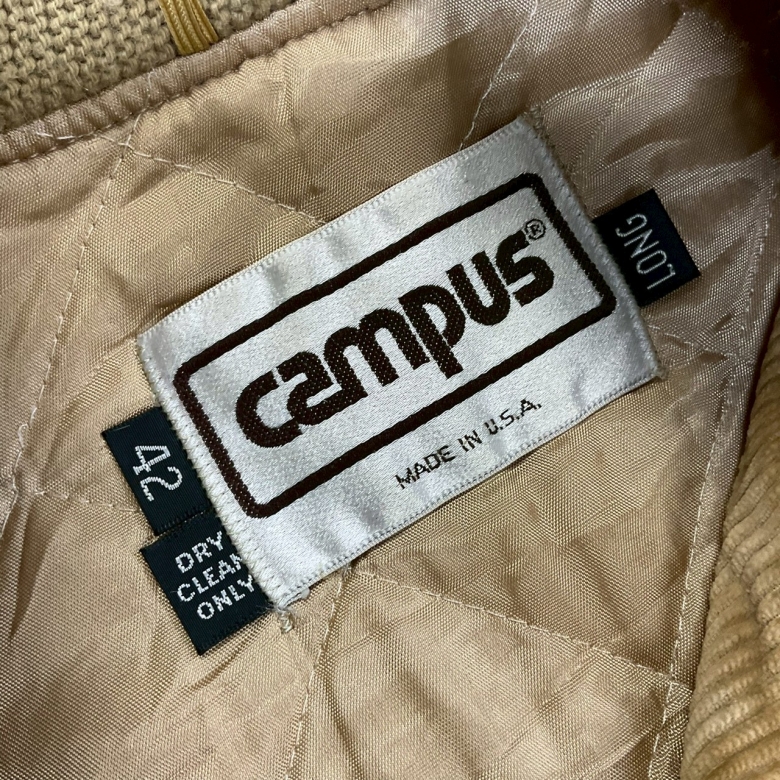 campus®
MADE IN U.S.A.
LONG
42
DRY
CLEAN
ONLY